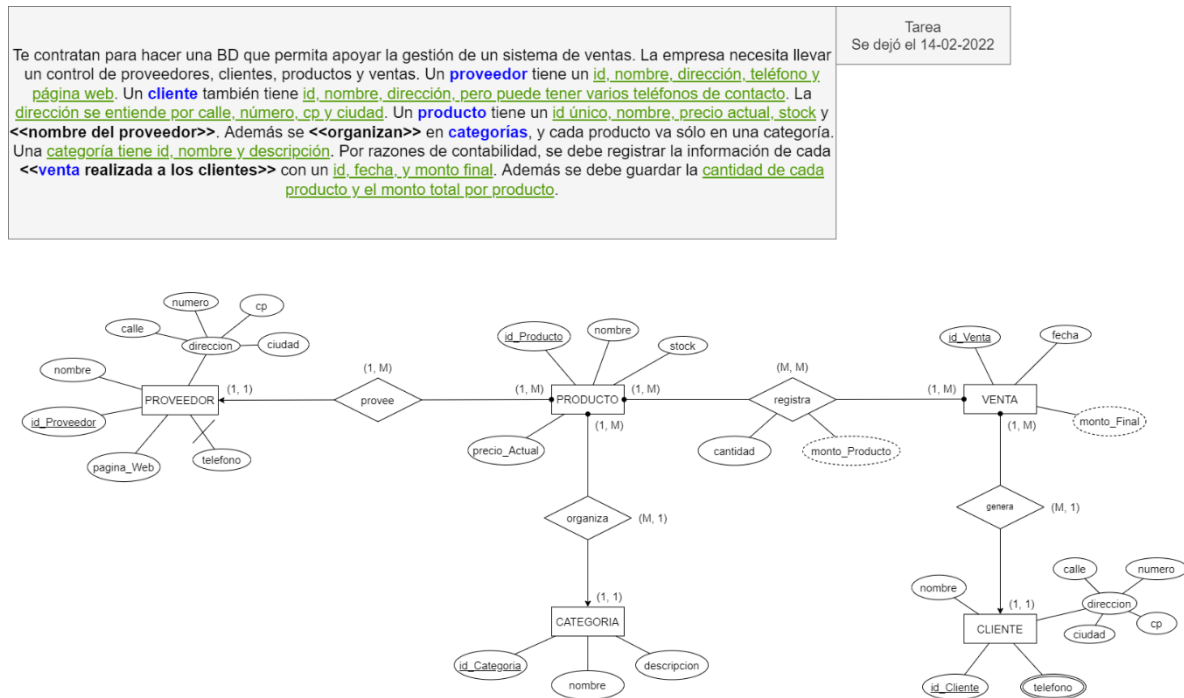 Tarea
Se dejó el 14-02-2022
Te contratan para hacer una BD que permita apoyar la gestión de un sistema de ventas. La empresa necesita llevar
un control de proveedores, clientes, productos y ventas. Un proveedor tiene un id, nombre, dirección, teléfono y
página web. Un cliente también tiene id, nombre, dirección, pero puede tener varios teléfonos de contacto. La
dirección se entiende por calle, número, cp y ciudad. Un producto tiene un id único, nombre, precio actual, stock y
<<nombre del proveedor>>. Además se <<organizan>> en categorías, y cada producto va sólo en una categoría.
Una categoría tiene id, nombre y descripción. Por razones de contabilidad, se debe registrar la información de cada
<<venta realizada a los clientes>> con un id, fecha, y monto final. Además se debe guardar la cantidad de cada
producto y el monto total por producto.
numero
cp
calle
direccion
ciudad
nombre
PROVEEDOR
(1, 1)
id_Proveedor
pagina_Web
telefono
(1, M)
provee
id_Producto
nombre
stock
(1, M)
PRODUCTO
(1, M)
(1, M)
precio_Actual
(M, M)
registra
cantidad
monto_Producto
id_Venta
fecha
(1, M)
VENTA
(1, M)
monto_Final
organiza
(M, 1)
genera
(M, 1)
(1, 1)
CATEGORIA
id_Categoria
nombre
descripcion
calle
numero
nombre
direccion
(1, 1)
CLIENTE
ciudad
cp
id_Cliente
telefono